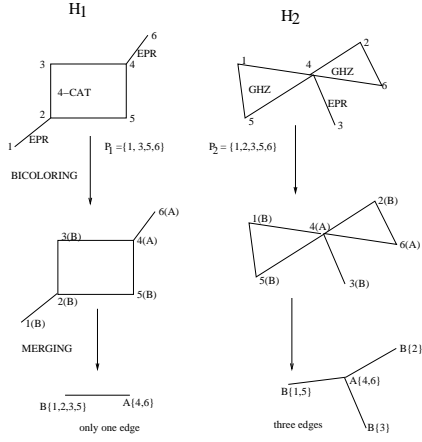 H1
H2
6
EPR
3
4
4-CAT
2
5
EPR
1
P1 ={1, 3,5,6}
BICOLORING
1
4
2
GHZ
GHZ
EPR
6
5
3
P2 = {1,2,3,5,6}
6(A)
3(B)
4(A)
2(B)
5(B)
1(B)
MERGING
B{1,2,3,5}
A{4,6}
only one edge
2(B)
1(B)
4(A)
6(A)
5(B)
3(B)
B{2}
B{1,5}
A{4,6}
B{3}
three edges